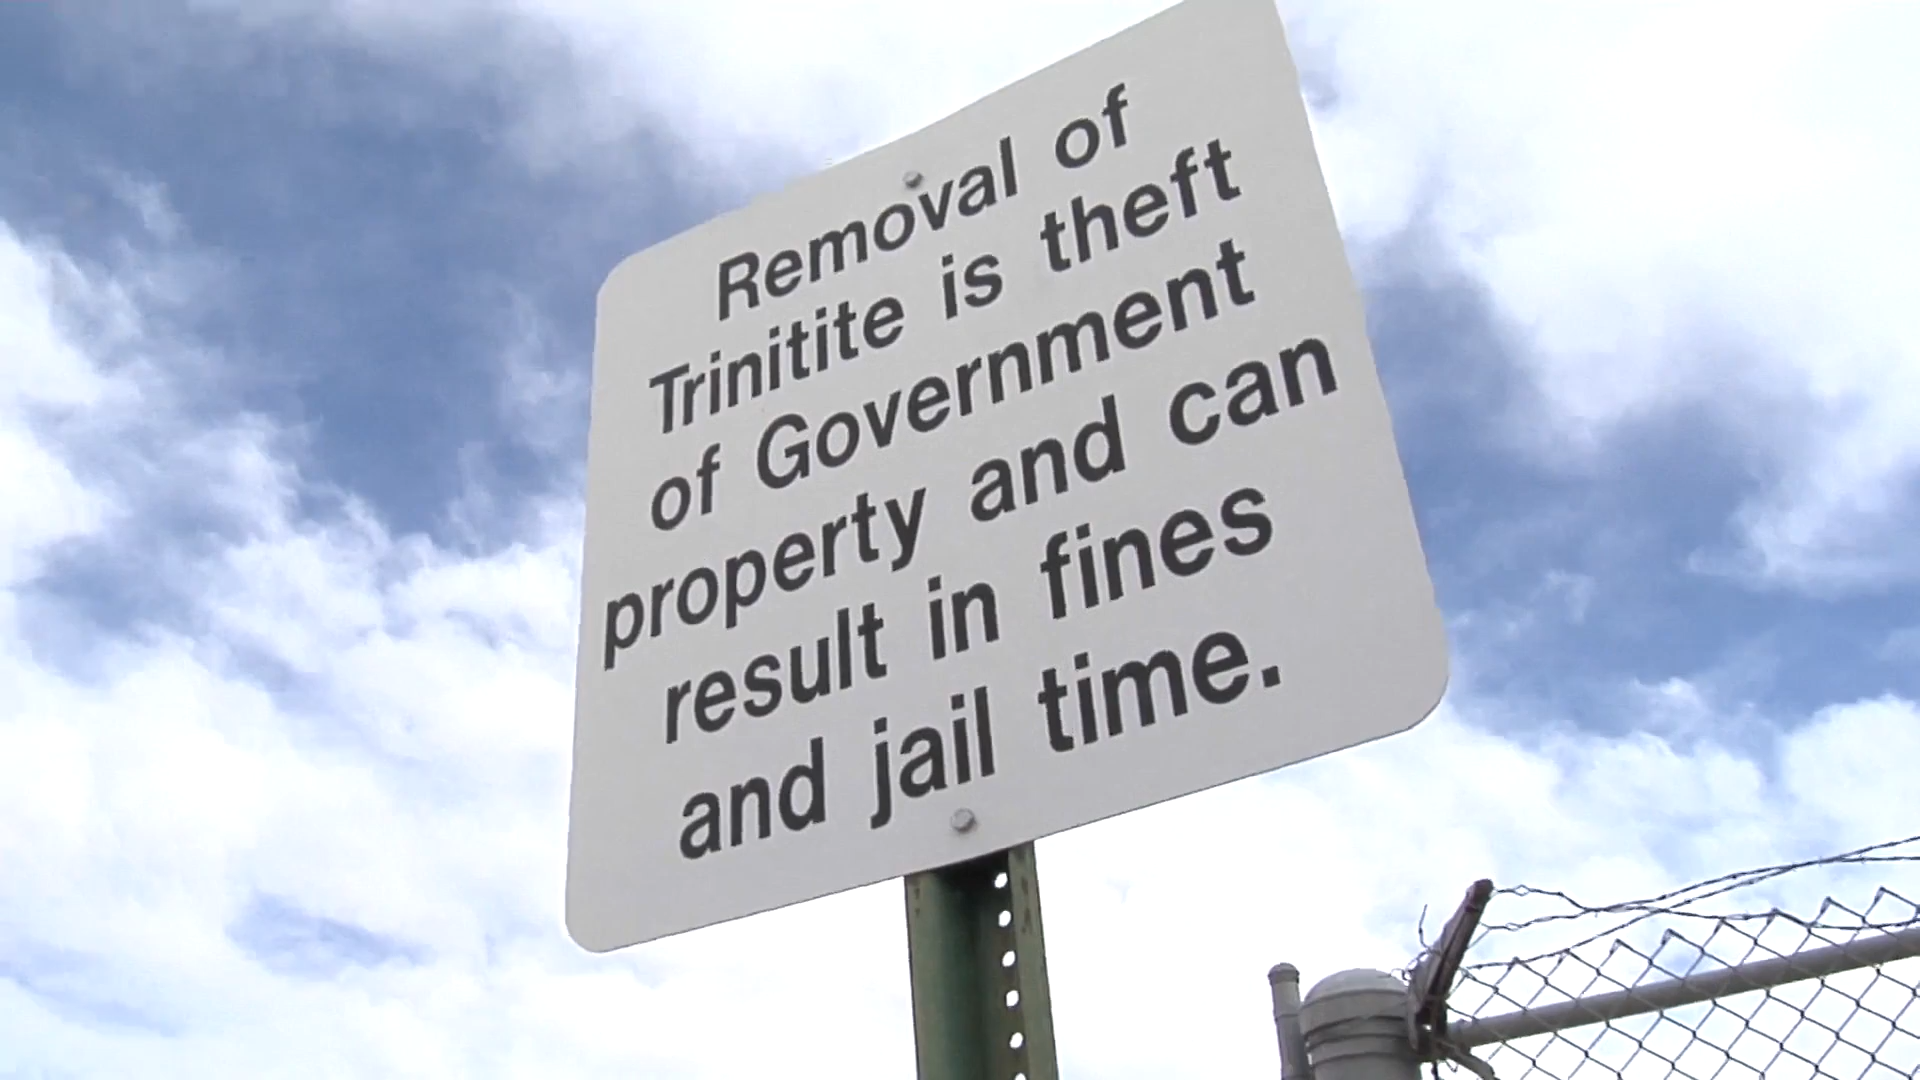 Removal of
Trinitite is theft
of Government
property and can
result in fines
and jail time.